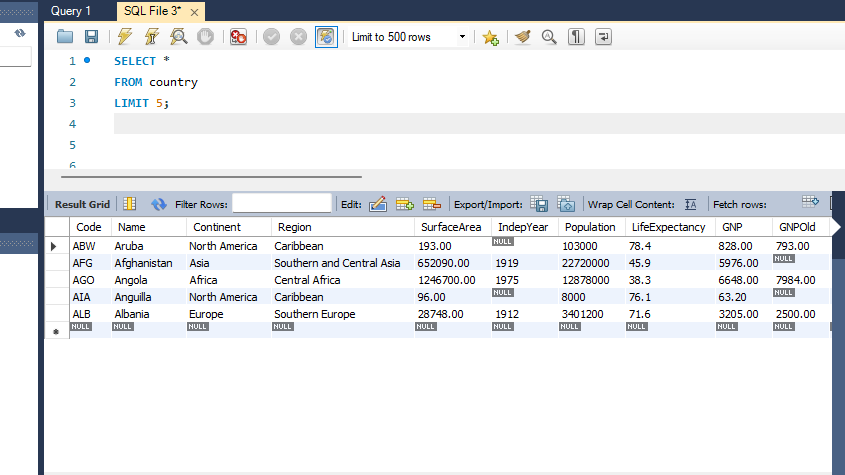 Query 1 SQL File 3*
Limit to 500 rows
1 SELECT *
2 FROM country
3 LIMIT 5;
4
5
6
Result Grid Filter Rows: Edit: Export/Import: Wrap Cell Content: Fetch rows:
Code Name Continent Region SurfaceArea IndepYear Population LifeExpectancy GNP GNPOld
ABW Aruba North America Caribbean 193.00 NULL 103000 78.4 828.00 793.00
AFG Afghanistan Asia Southern and Central Asia 652090.00 1919 22720000 45.9 5976.00 NULL
AGO Angola Africa Central Africa 1246700.00 1975 12878000 38.3 6648.00 7984.00
AIA Anguilla North America Caribbean 96.00 NULL 8000 76.1 63.20 NULL
ALB Albania Europe Southern Europe 28748.00 1912 3401200 71.6 3205.00 2500.00
NULL NULL NULL NULL NULL NULL NULL NULL NULL NULL